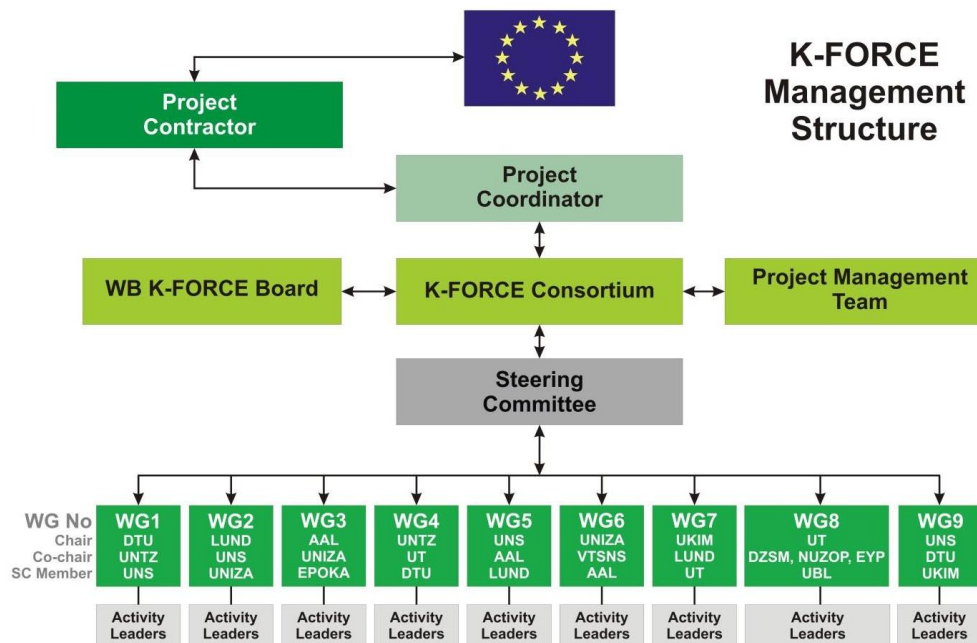 K-FORCE
Management
Structure
Project
Contractor
Project
Coordinator
WB K-FORCE Board
K-FORCE Consortium
Project Management
Team
Steering
Committee
WG No
Chair
Co-chair
SC Member
WG1
DTU
UNTZ
UNS
WG2
LUND
UNS
UNIZA
WG3
AAL
UNIZA
EPOKA
WG4
UNTZ
UT
DTU
WG5
UNS
AAL
LUND
WG6
UNIZA
VTSNS
AAL
WG7
UKIM
LUND
UT
WG8
UT
DZSM, NUZOP, EYP
UBL
WG9
UNS
DTU
UKIM
Activity
Leaders
Activity
Leaders
Activity
Leaders
Activity
Leaders
Activity
Leaders
Activity
Leaders
Activity
Leaders
Activity
Leaders
Activity
Leaders